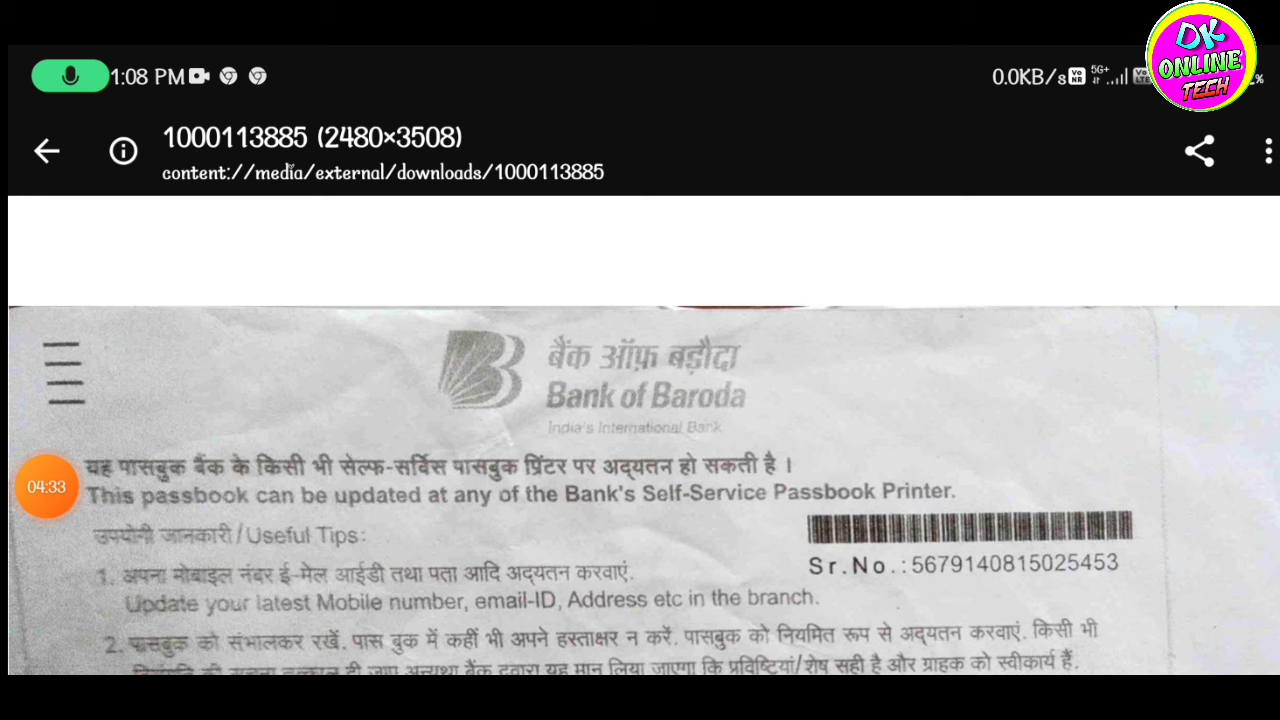 DK
ONLINE
TECH
1:08 PM
0.0KB/s
5G+
1000113885 (2480×3508)
content://media/external/downloads/1000113885
बैंक ऑफ़ बड़ौदा
Bank of Baroda
India's International Bank
यह पासबुक बैंक के किसी भी सेल्फ-सर्विस पासबुक प्रिंटर पर अद्यतन हो सकती है ।
04:33
This passbook can be updated at any of the Bank's Self-Service Passbook Printer.
उपयोगी जानकारी/Useful Tips:
Sr.No.:5679140815025453
1. अपना मोबाइल नंबर ई-मेल आईडी तथा पता आदि अद्यतन करवाएं.
Update your latest Mobile number, email-ID, Address etc in the branch.
2. पासबुक को संभालकर रखें. पास बुक में कहीं भी अपने हस्ताक्षर न करें. पासबुक को नियमित रूप से अद्यतन करवाएं. किसी भी
की सूचना तत्काल दी जाए अन्यथा बैंक द्वारा यह मान लिया जाएगा कि प्रविष्टियां/शेष सही है और ग्राहक को स्वीकार्य हैं.